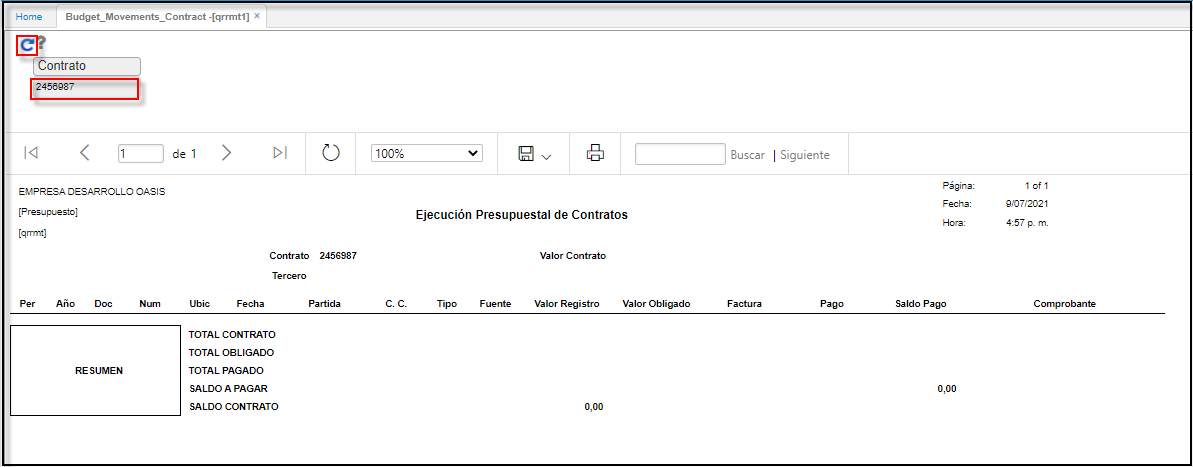 Home Budget_Movements_Contract -[qrrmt1] ×
?
Contrato
2456987
1 de 1 100% Buscar | Siguiente
EMPRESA DESARROLLO OASIS Página: 1 of 1
[Presupuesto] Ejecución Presupuestal de Contratos Fecha: 9/07/2021
[qrrmt] Hora: 4:57 p. m.
Contrato 2456987 Valor Contrato
Tercero
Per Año Doc Num Ubic Fecha Partida C. C. Tipo Fuente Valor Registro Valor Obligado Factura Pago Saldo Pago Comprobante
TOTAL CONTRATO
TOTAL OBLIGADO
RESUMEN TOTAL PAGADO
SALDO A PAGAR 0,00
SALDO CONTRATO 0,00